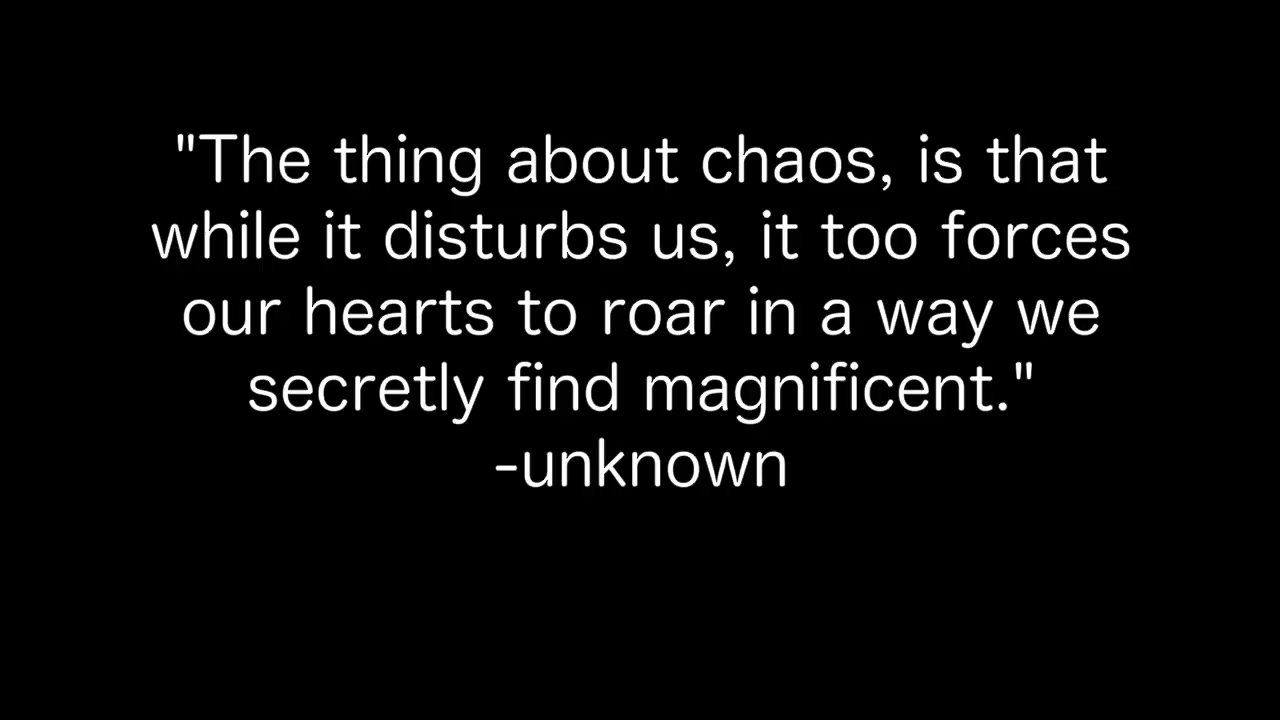 "The thing about chaos, is that
while it disturbs us, it too forces
our hearts to roar in a way we
secretly find magnificent."
-unknown